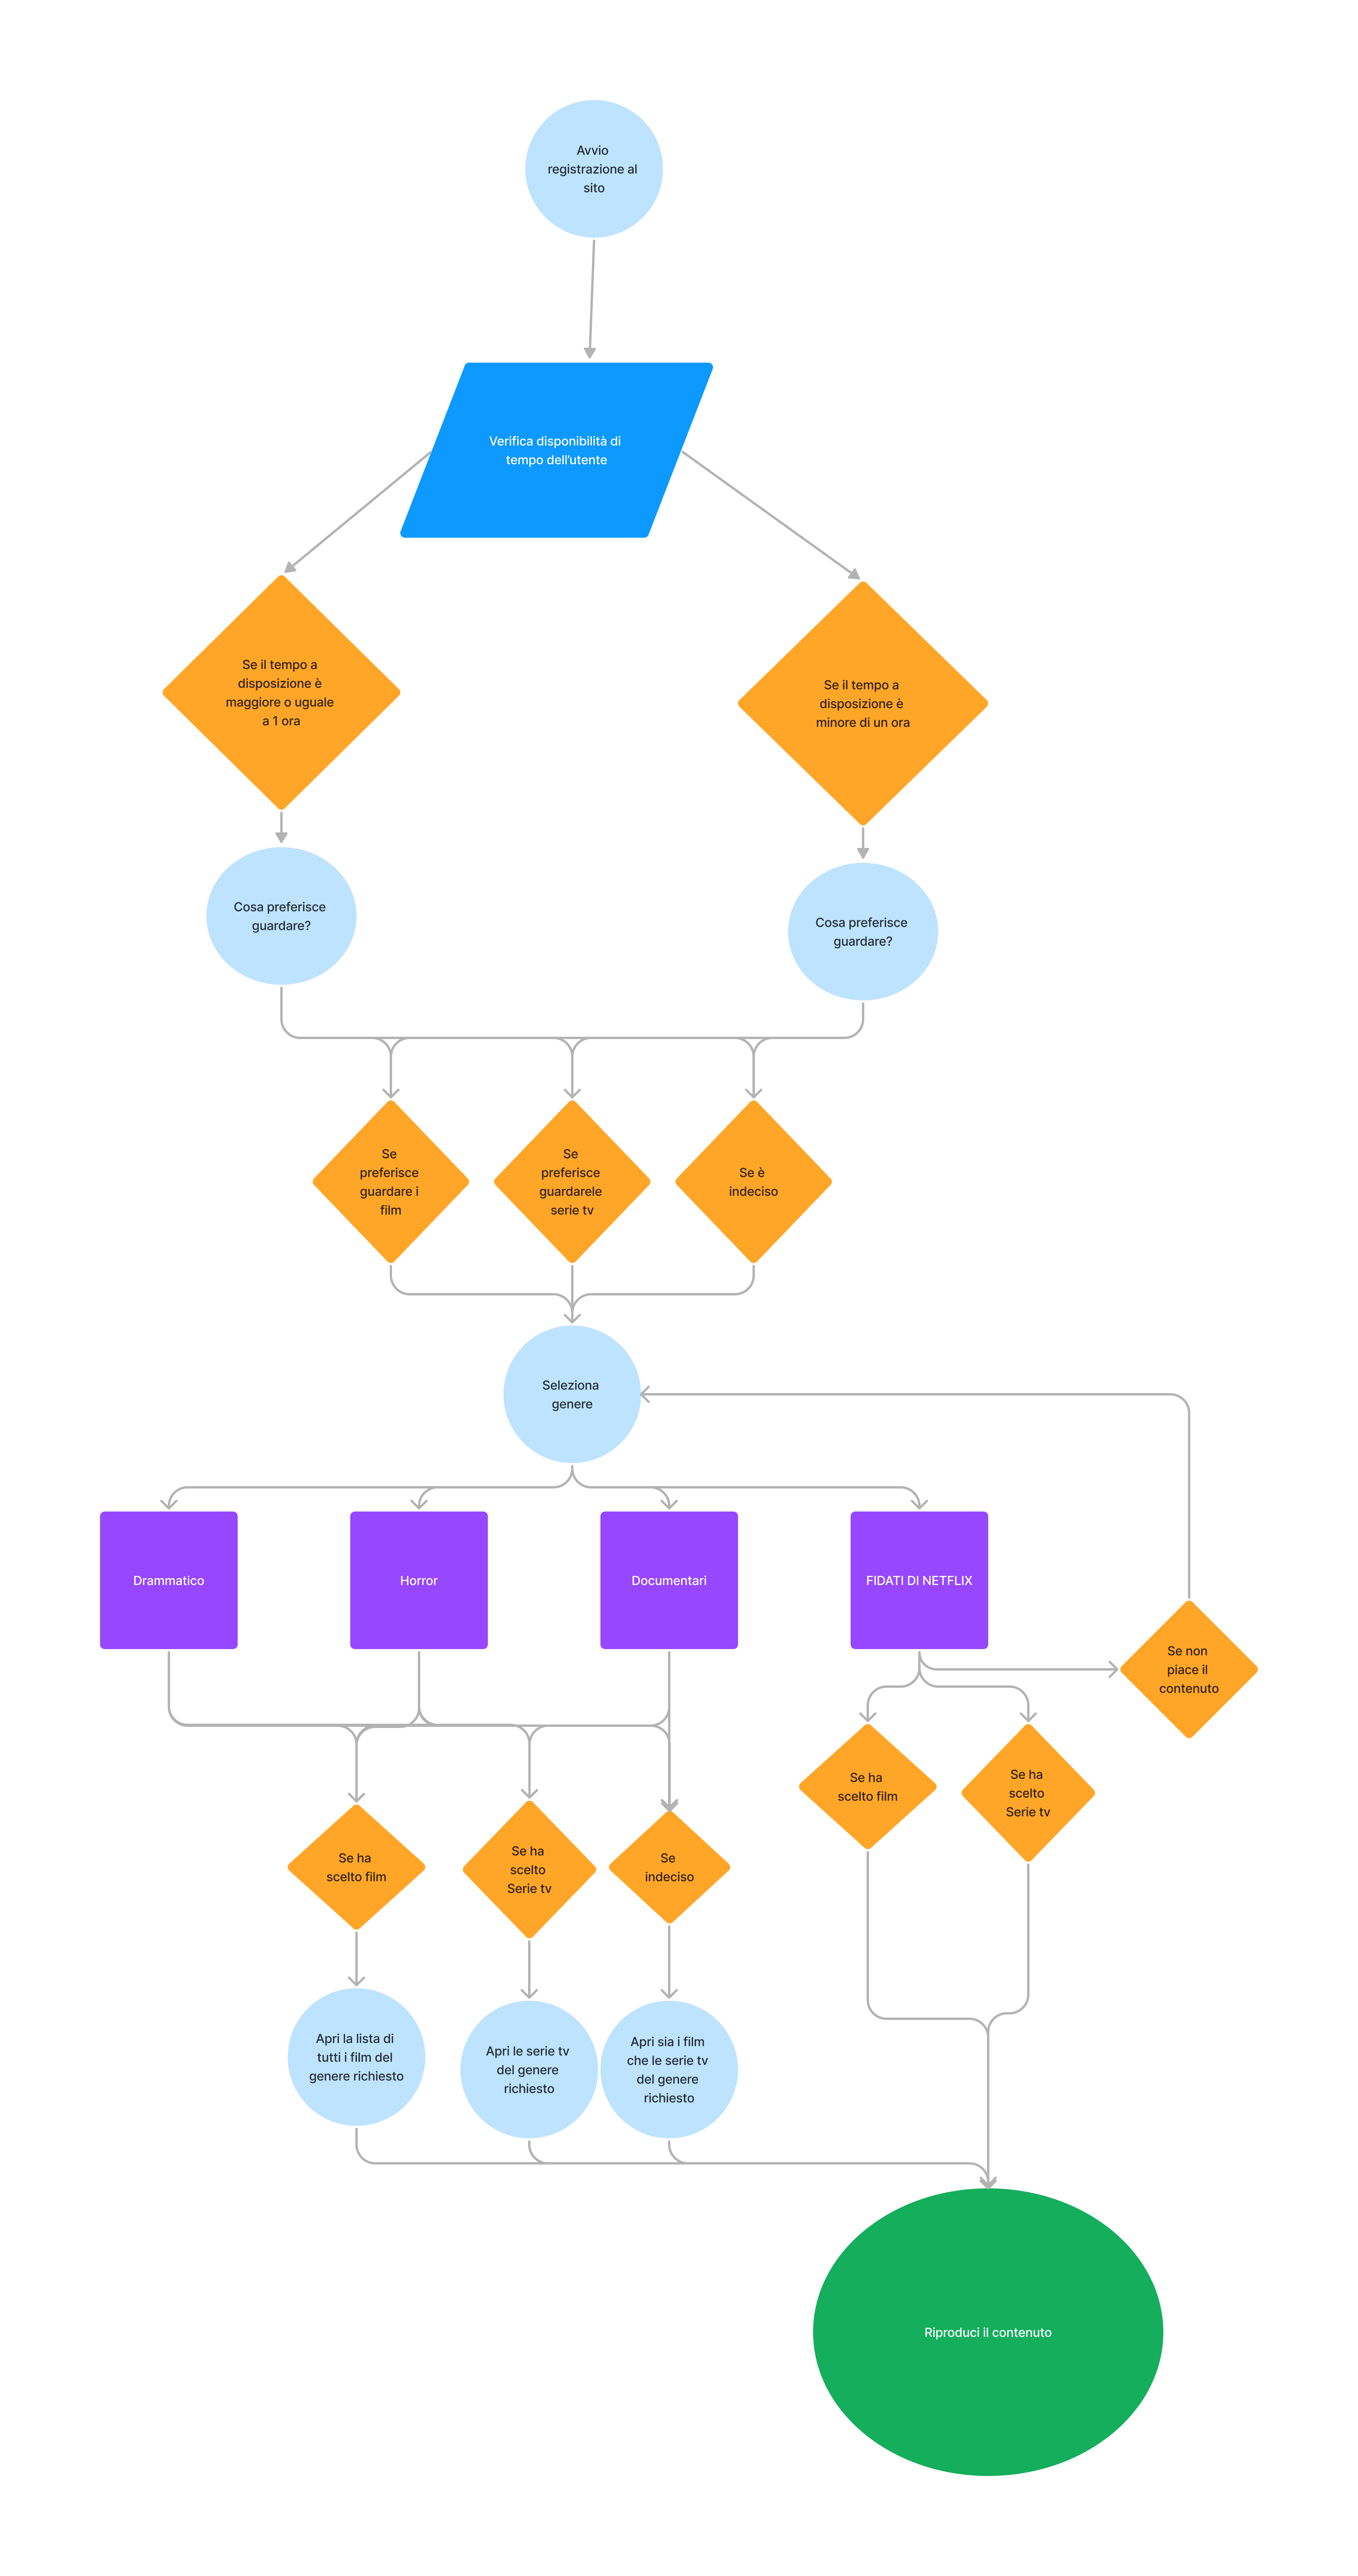 Avvio
registrazione al
sito
Verifica disponibilità di
tempo dell'utente
Se il tempo a
disposizione è
maggiore o uguale
a 1 ora
Se il tempo a
disposizione è
minore di un ora
Cosa preferisce
guardare?
Cosa preferisce
guardare?
Se
preferisce
guardare i
film
Se
preferisce
guardarele
serie tv
Se è
indeciso
Seleziona
genere
Drammatico
Horror
Documentari
FIDATI DI NETFLIX
Se non
piace il
contenuto
Se ha
scelto film
Se ha
scelto
Serie tv
Se ha
scelto film
Se ha
scelto
Serie tv
Se
indeciso
Apri la lista di
tutti i film del
genere richiesto
Apri le serie tv
del genere
richiesto
Apri sia i film
che le serie tv
del genere
richiesto
Riproduci il contenuto